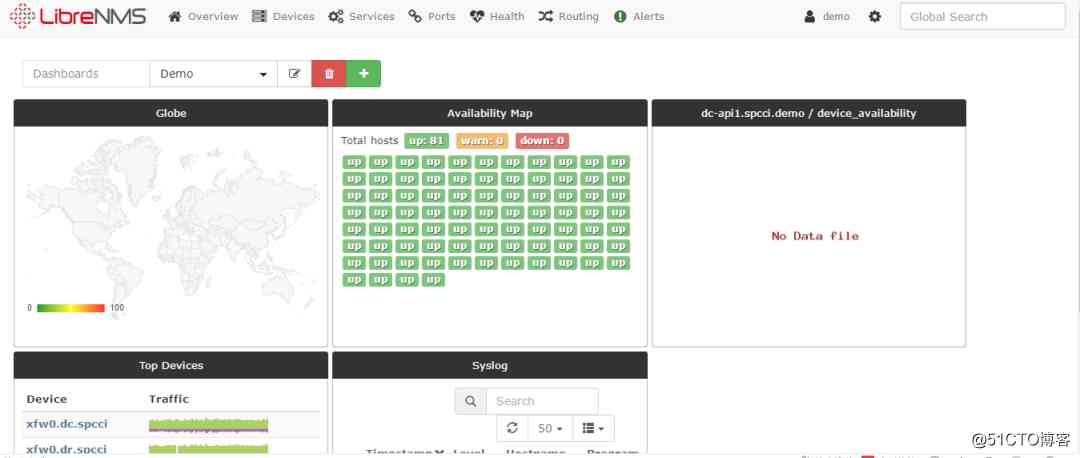 LibreNMS Overview Devices Services Ports Health Routing Alerts demo Global Search
Dashboards Demo
Globe
0 100
Availability Map
Total hosts up: 81 warn: 0 down: 0
up up up up up up up up up up up
up up up up up up up up up up up
up up up up up up up up up up up
up up up up up up up up up up up
up up up up up up up up up up up
up up up up up up up up up up up
up up up up up up up up up up up
up up up up
dc-api1.spcci.demo / device_availability
No Data file
Top Devices
Device Traffic
xfw0.dc.spcci
xfw0.dr.spcci
Syslog
Search
50
Timestamp Level Hostname Program
@51CTO博客